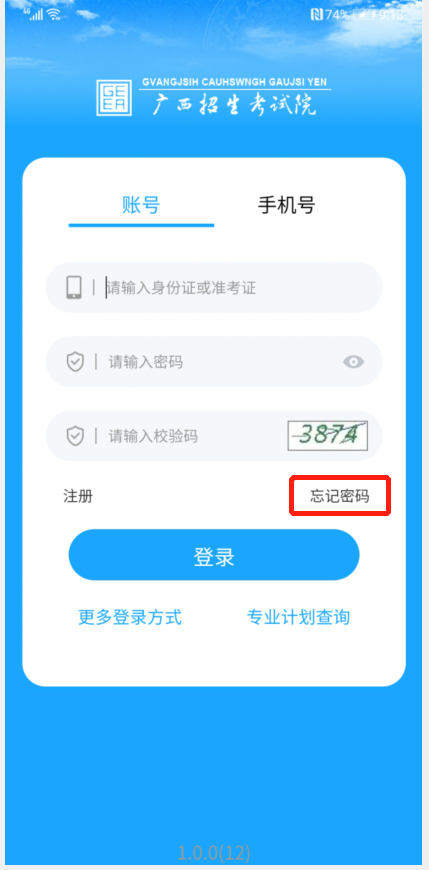 74%
GVANGJSIH CAUHSWNGH GAUJSI YEN
GE
EA
广西招生考试院
账号 手机号
请输入身份证或准考证
请输入密码
请输入校验码 3874
注册 忘记密码
登录
更多登录方式 专业计划查询
1.0.0(12)